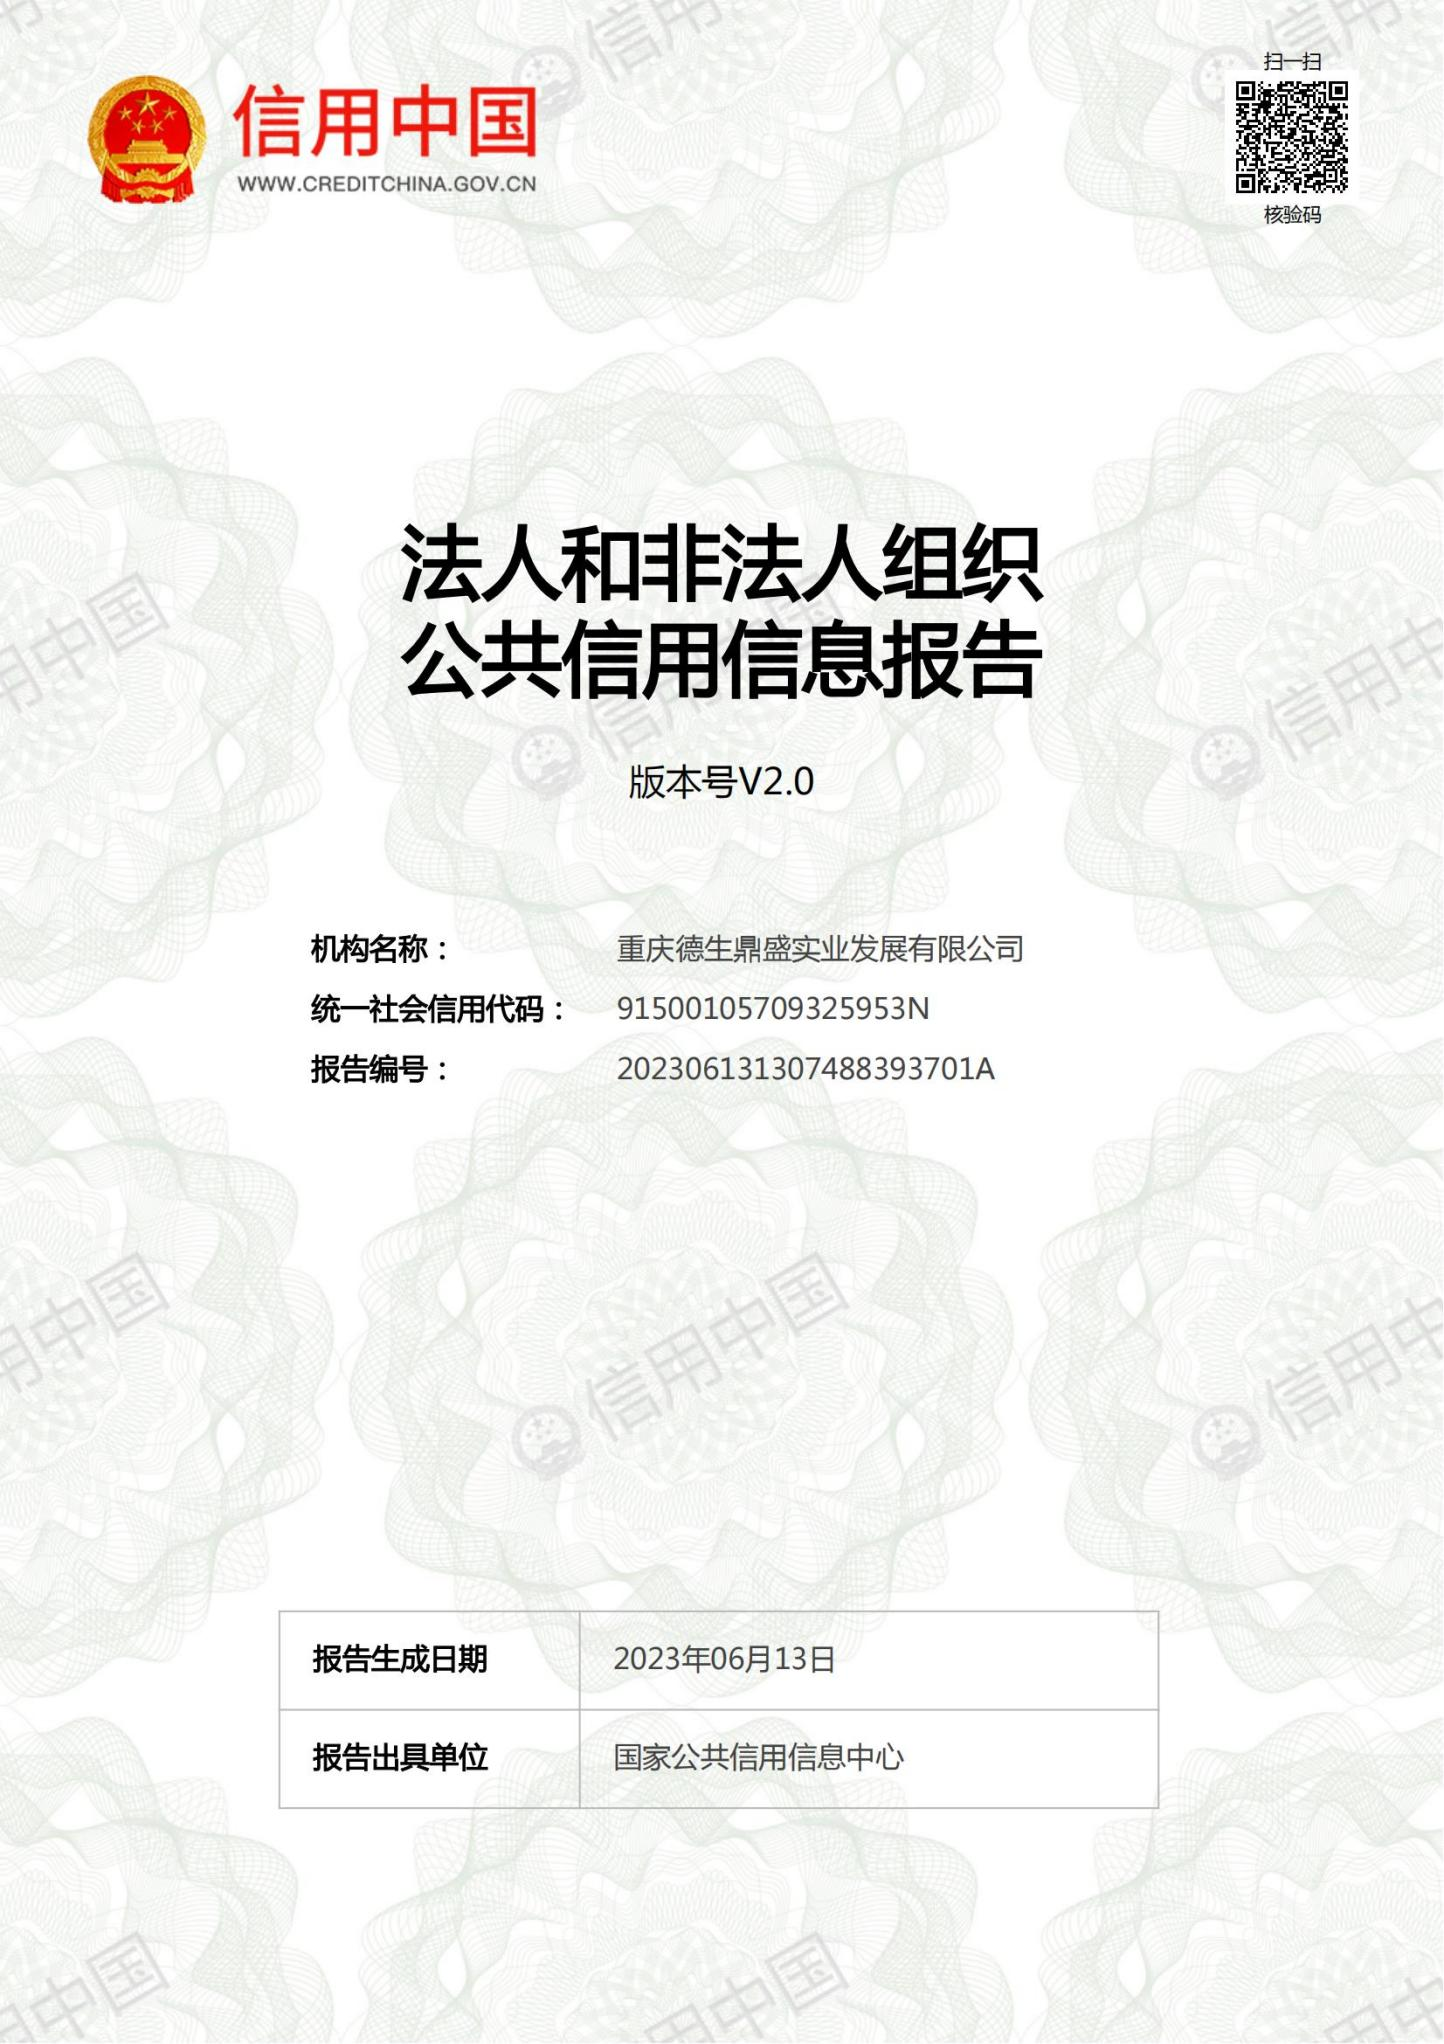 扫一扫
信用中国
WWW.CREDITCHINA.GOV.CN
核验码
法人和非法人组织
公共信用信息报告
版本号V2.0
机构名称： 重庆德生鼎盛实业发展有限公司
统一社会信用代码： 91500105709325953N
报告编号： 202306131307488393701A
报告生成日期 2023年06月13日
报告出具单位 国家公共信用信息中心